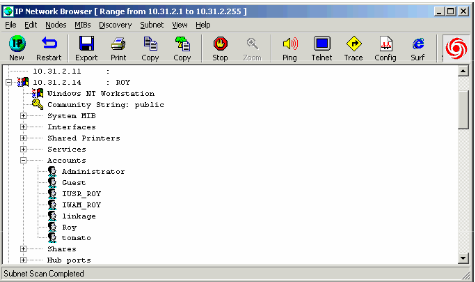 IP Network Browser [ Range from 10.31.2.1 to 10.31.2.255 ]
File Edit Nodes MIBs Discovery Subnet View Help
New Restart Export Print Copy Copy Stop Zoom Ping Telnet Trace Config Surf
10.31.2.11 :
10.31.2.14 : ROY
Windows NT Workstation
Community String: public
System MIB
Interfaces
Shared Printers
Services
Accounts
Administrator
Guest
IUSR_ROY
IWAM_ROY
linkage
Roy
tomato
Shares
Hub ports
Subnet Scan Completed